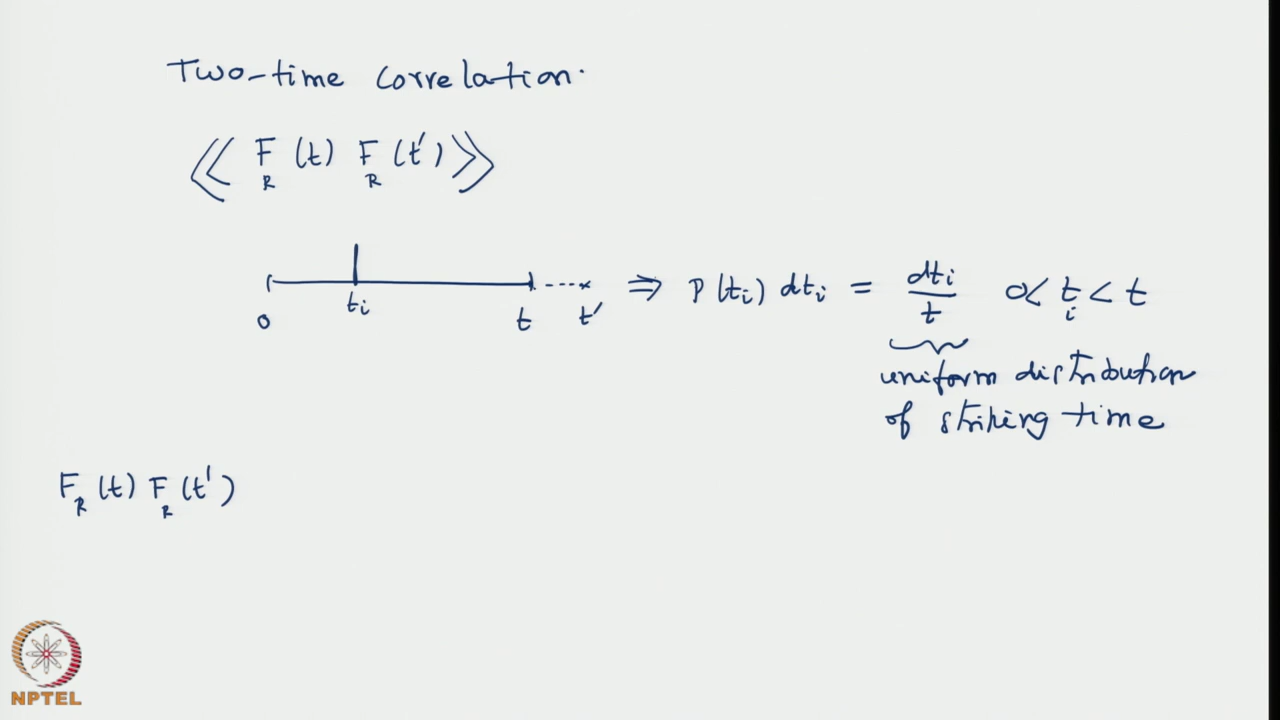 Two-time correlation.
⟪ F_R (t) F_R (t') ⟫
0 t_i t t' ⇒ P(t_i) dt_i = dt_i/t 0 < t_i < t
uniform distribution
of striking time
F_R (t) F_R (t')
NPTEL